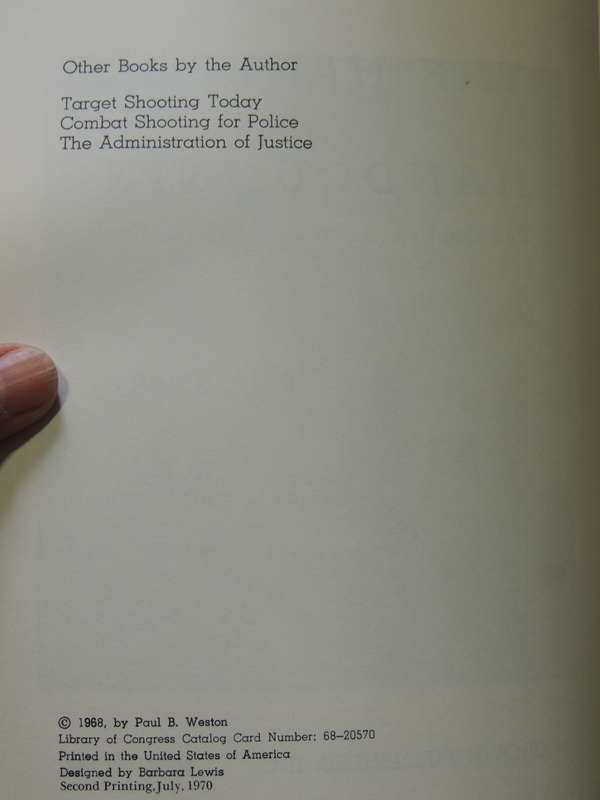 Other Books by the Author
Target Shooting Today
Combat Shooting for Police
The Administration of Justice
© 1968, by Paul B. Weston
Library of Congress Catalog Card Number: 68–20570
Printed in the United States of America
Designed by Barbara Lewis
Second Printing, July, 1970